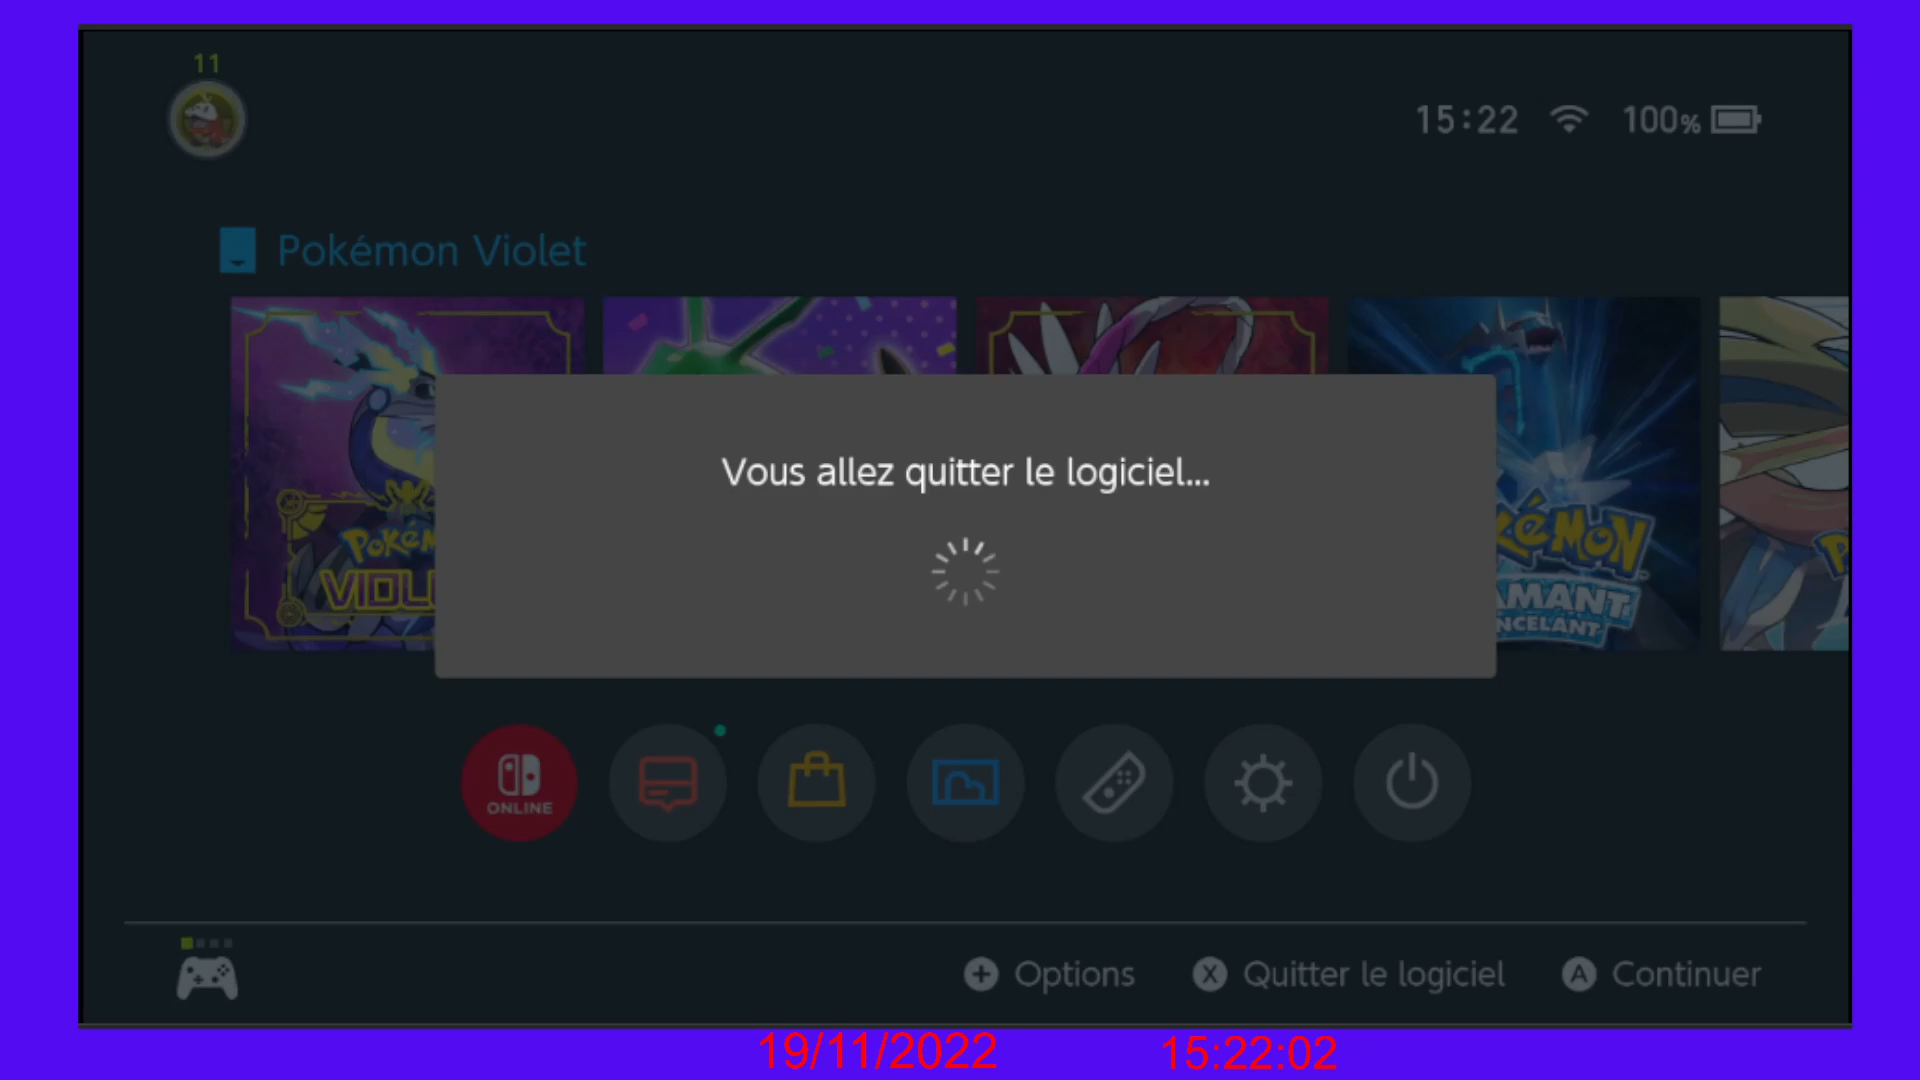 11
15:22 100%
Pokémon Violet
Vous allez quitter le logiciel...
ONLINE
+ Options X Quitter le logiciel A Continuer
19/11/2022 15:22:02